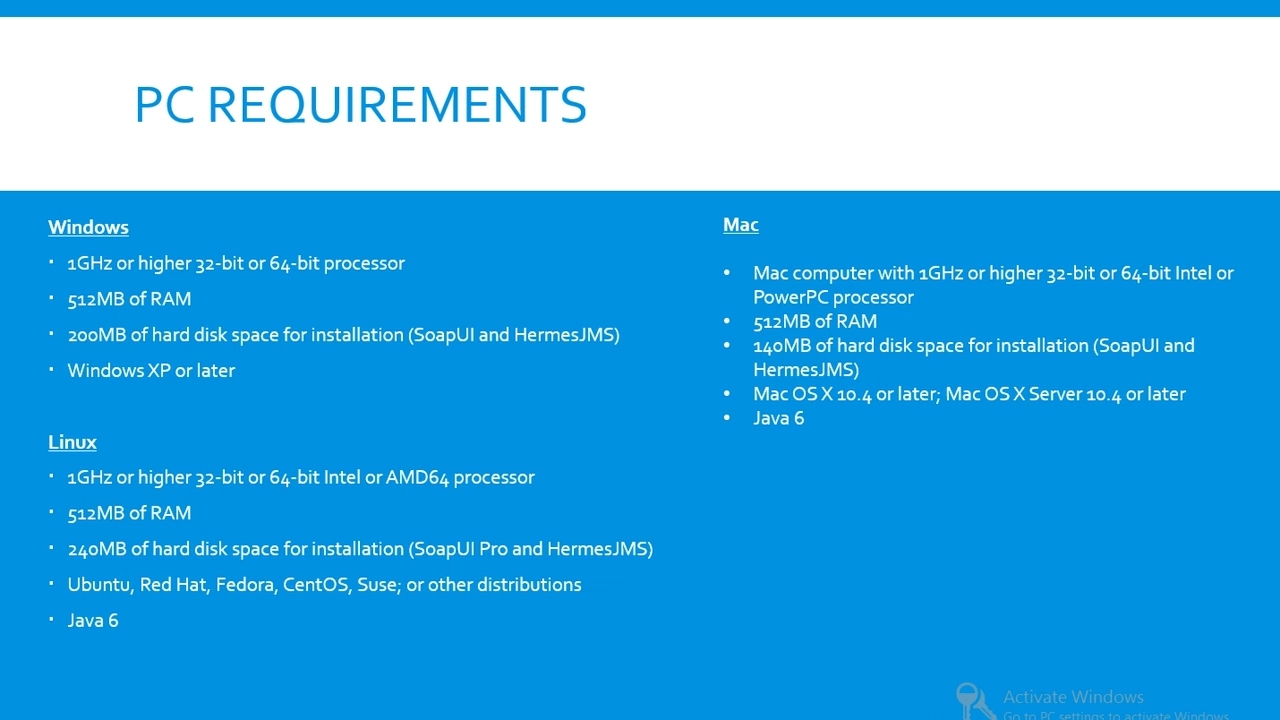 PC REQUIREMENTS
Windows
▪ 1GHz or higher 32-bit or 64-bit processor
▪ 512MB of RAM
▪ 200MB of hard disk space for installation (SoapUI and HermesJMS)
▪ Windows XP or later
Linux
▪ 1GHz or higher 32-bit or 64-bit Intel or AMD64 processor
▪ 512MB of RAM
▪ 240MB of hard disk space for installation (SoapUI Pro and HermesJMS)
▪ Ubuntu, Red Hat, Fedora, CentOS, Suse; or other distributions
▪ Java 6
Mac
• Mac computer with 1GHz or higher 32-bit or 64-bit Intel or
PowerPC processor
• 512MB of RAM
• 140MB of hard disk space for installation (SoapUI and
HermesJMS)
• Mac OS X 10.4 or later; Mac OS X Server 10.4 or later
• Java 6
Activate Windows
Go to PC settings to activate Windows